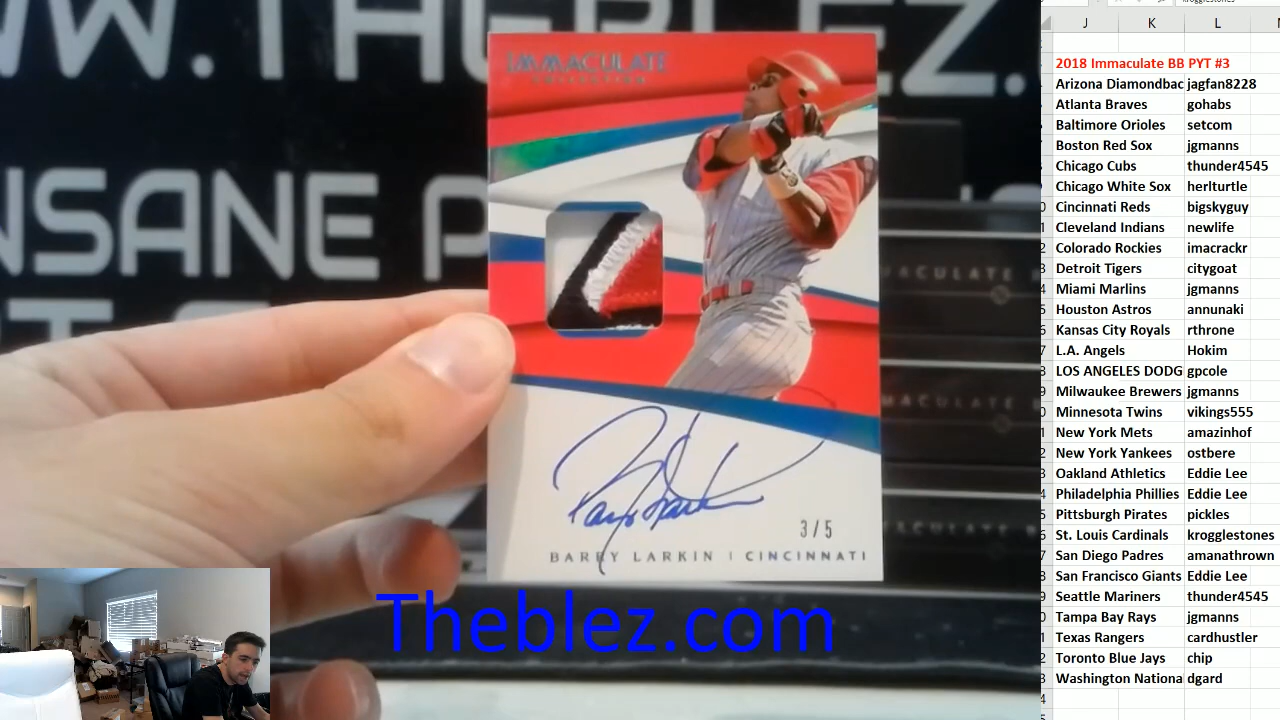 WWW.THEBLEZ.
INSANE P
IMMACULATE
COLLECTION
3/5
BARRY LARKIN | CINCINNATI
Theblez.com
J K L
2018 Immaculate BB PYT #3
Arizona Diamondbac jagfan8228
Atlanta Braves gohabs
Baltimore Orioles setcom
Boston Red Sox jgmanns
Chicago Cubs thunder4545
Chicago White Sox herlturtle
Cincinnati Reds bigskyguy
Cleveland Indians newlife
Colorado Rockies imacrackr
Detroit Tigers citygoat
Miami Marlins jgmanns
Houston Astros annunaki
Kansas City Royals rthrone
L.A. Angels Hokim
LOS ANGELES DODG gpcole
Milwaukee Brewers jgmanns
Minnesota Twins vikings555
New York Mets amazinhof
New York Yankees ostbere
Oakland Athletics Eddie Lee
Philadelphia Phillies Eddie Lee
Pittsburgh Pirates pickles
St. Louis Cardinals krogglestones
San Diego Padres amanathrown
San Francisco Giants Eddie Lee
Seattle Mariners thunder4545
Tampa Bay Rays jgmanns
Texas Rangers cardhustler
Toronto Blue Jays chip
Washington Nationa dgard